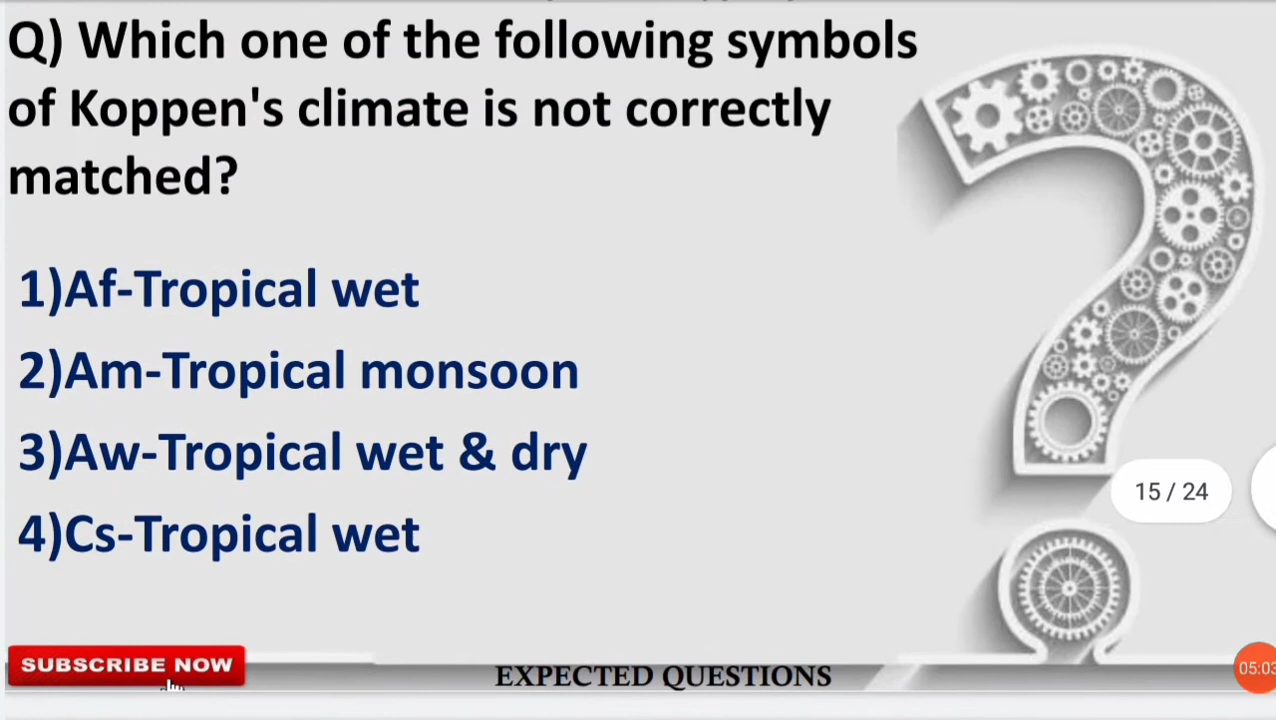 Q) Which one of the following symbols
of Koppen's climate is not correctly
matched?
1)Af-Tropical wet
2)Am-Tropical monsoon
3)Aw-Tropical wet & dry
4)Cs-Tropical wet
15 / 24
SUBSCRIBE NOW
EXPECTED QUESTIONS
05:03